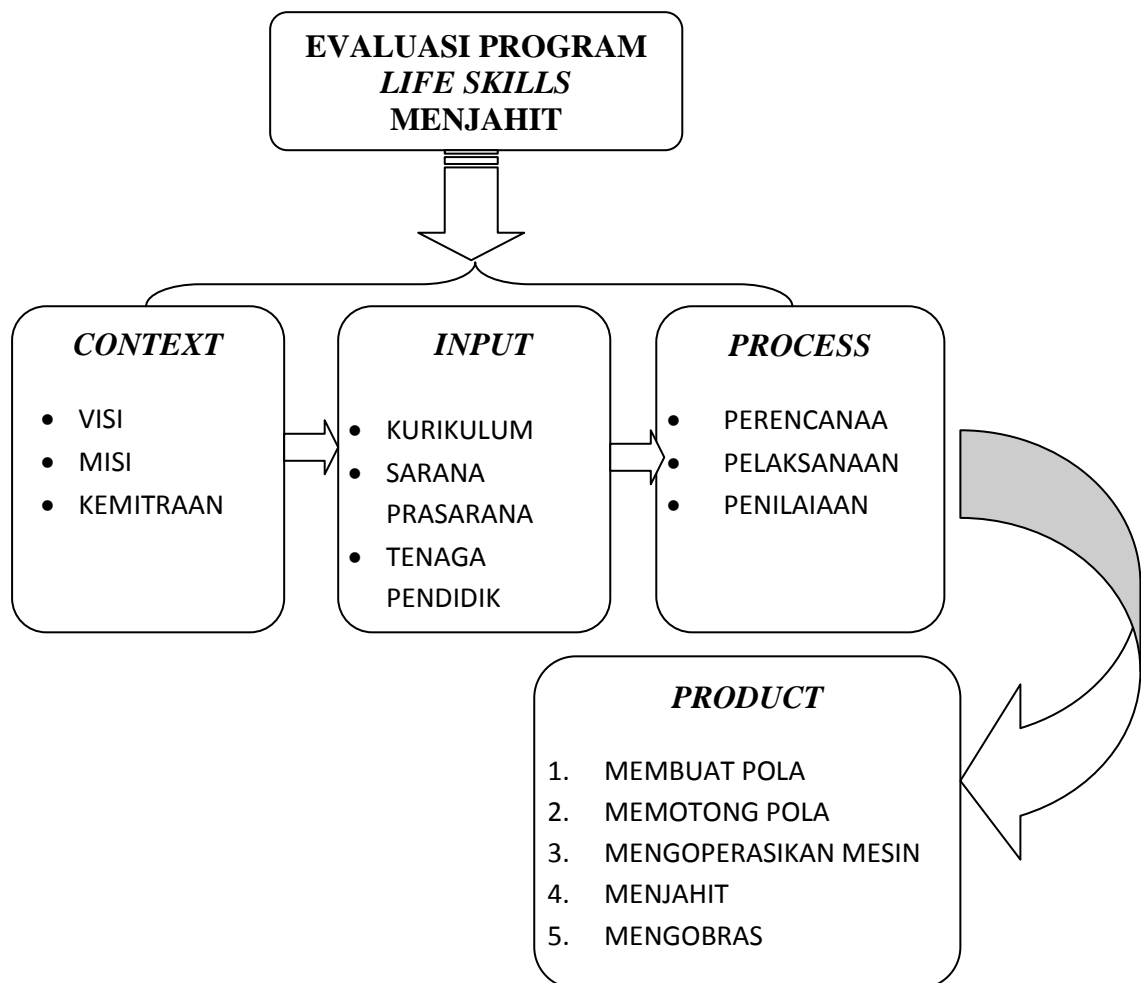 EVALUASI PROGRAM
LIFE SKILLS
MENJAHIT
CONTEXT
• VISI
• MISI
• KEMITRAAN
INPUT
• KURIKULUM
• SARANA
PRASARANA
• TENAGA
PENDIDIK
PROCESS
• PERENCANAA
• PELAKSANAAN
• PENILAIAAN
PRODUCT
1. MEMBUAT POLA
2. MEMOTONG POLA
3. MENGOPERASIKAN MESIN
4. MENJAHIT
5. MENGOBRAS